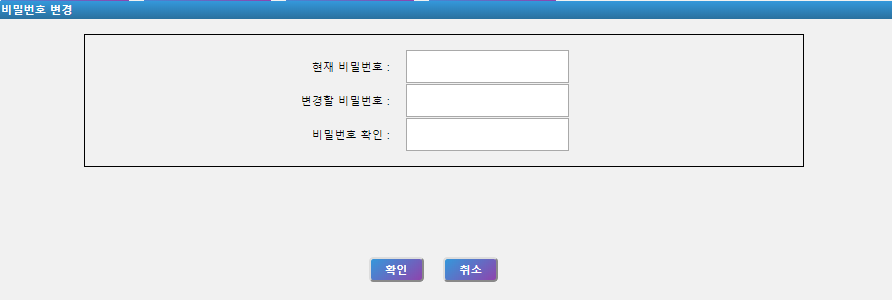 비밀번호 변경
현재 비밀번호 :
변경할 비밀번호 :
비밀번호 확인 :
확인 취소